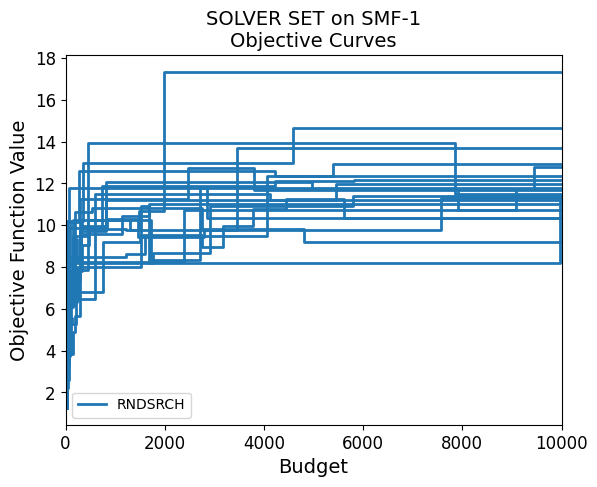 SOLVER SET on SMF-1
Objective Curves
Objective Function Value
18
16
14
12
10
8
6
4
2
RNDSRCH
0 2000 4000 6000 8000 10000
Budget